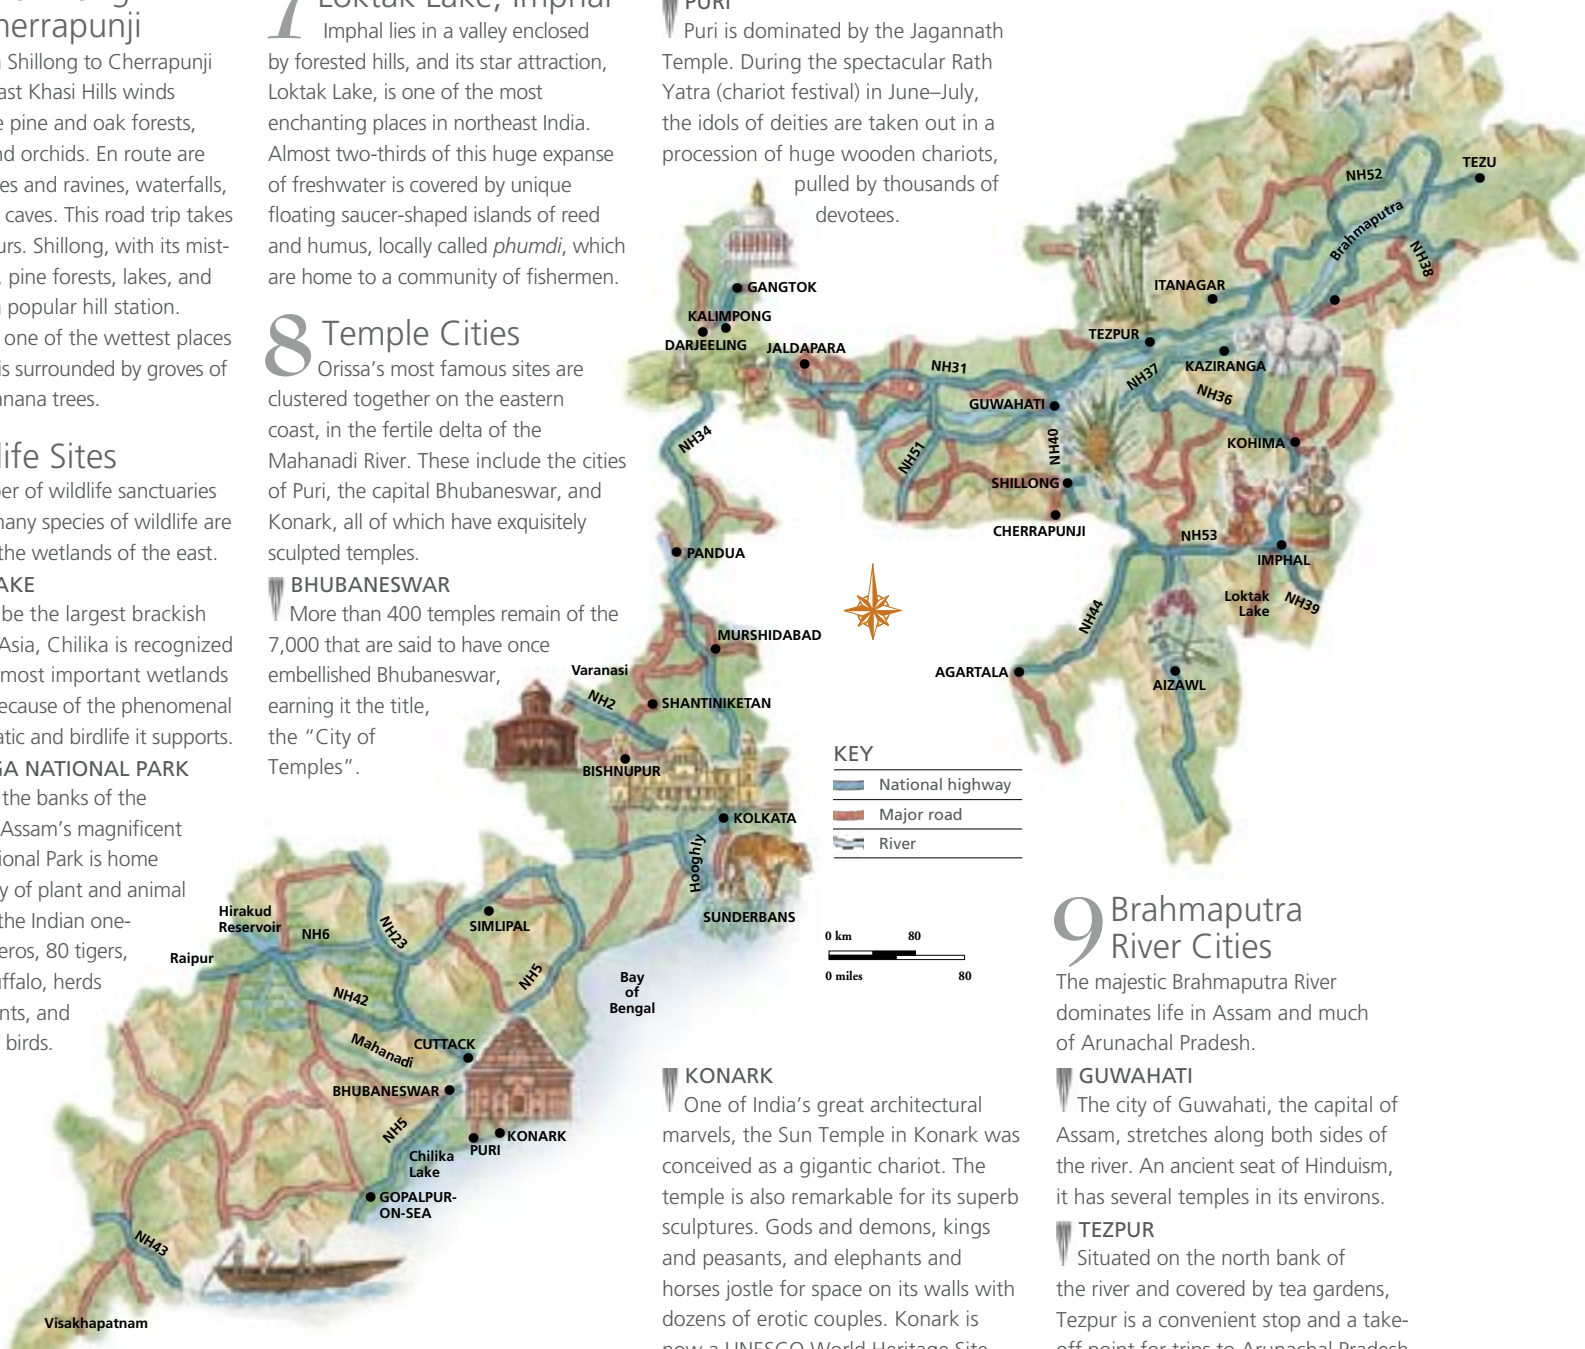 herrapunji
Shillong to Cherrapunji
ast Khasi Hills winds
pine and oak forests,
nd orchids. En route are
es and ravines, waterfalls,
caves. This road trip takes
urs. Shillong, with its mist-
, pine forests, lakes, and
popular hill station.
one of the wettest places
is surrounded by groves of
anana trees.
life Sites
ber of wildlife sanctuaries
many species of wildlife are
the wetlands of the east.
AKE
be the largest brackish
Asia, Chilika is recognized
most important wetlands
ecause of the phenomenal
atic and birdlife it supports.
GA NATIONAL PARK
the banks of the
Assam's magnificent
ional Park is home
y of plant and animal
the Indian one-
eros, 80 tigers,
uffalo, herds
nts, and
birds.
7 Loktak Lake, Imphal
Imphal lies in a valley enclosed
by forested hills, and its star attraction,
Loktak Lake, is one of the most
enchanting places in northeast India.
Almost two-thirds of this huge expanse
of freshwater is covered by unique
floating saucer-shaped islands of reed
and humus, locally called phumdi, which
are home to a community of fishermen.
8 Temple Cities
Orissa's most famous sites are
clustered together on the eastern
coast, in the fertile delta of the
Mahanadi River. These include the cities
of Puri, the capital Bhubaneswar, and
Konark, all of which have exquisitely
sculpted temples.
BHUBANESWAR
More than 400 temples remain of the
7,000 that are said to have once
embellished Bhubaneswar,
earning it the title,
the “City of
Temples”.
PURI
Puri is dominated by the Jagannath
Temple. During the spectacular Rath
Yatra (chariot festival) in June–July,
the idols of deities are taken out in a
procession of huge wooden chariots,
pulled by thousands of
devotees.
KONARK
One of India's great architectural
marvels, the Sun Temple in Konark was
conceived as a gigantic chariot. The
temple is also remarkable for its superb
sculptures. Gods and demons, kings
and peasants, and elephants and
horses jostle for space on its walls with
dozens of erotic couples. Konark is
now a UNESCO World Heritage Site
9 Brahmaputra
River Cities
The majestic Brahmaputra River
dominates life in Assam and much
of Arunachal Pradesh.
GUWAHATI
The city of Guwahati, the capital of
Assam, stretches along both sides of
the river. An ancient seat of Hinduism,
it has several temples in its environs.
TEZPUR
Situated on the north bank of
the river and covered by tea gardens,
Tezpur is a convenient stop and a take-
off point for trips to Arunachal Pradesh
TEZU
NH52
Brahmaputra
NH38
ITANAGAR
TEZPUR
KAZIRANGA
NH37
NH36
GANGTOK
KALIMPONG
DARJEELING
JALDAPARA
NH31
GUWAHATI
NH40
NH51
KOHIMA
SHILLONG
CHERRAPUNJI
NH34
NH53
IMPHAL
Loktak
Lake
NH39
NH44
PANDUA
AGARTALA
AIZAWL
MURSHIDABAD
Varanasi
NH2
SHANTINIKETAN
BISHNUPUR
KOLKATA
Hooghly
SUNDERBANS
KEY
National highway
Major road
River
0 km 80
0 miles 80
Hirakud
Reservoir
NH6
NH23
SIMLIPAL
Raipur
NH42
NH5
Bay
of
Bengal
Mahanadi
CUTTACK
BHUBANESWAR
NH5
KONARK
PURI
Chilika
Lake
GOPALPUR-
ON-SEA
NH43
Visakhapatnam